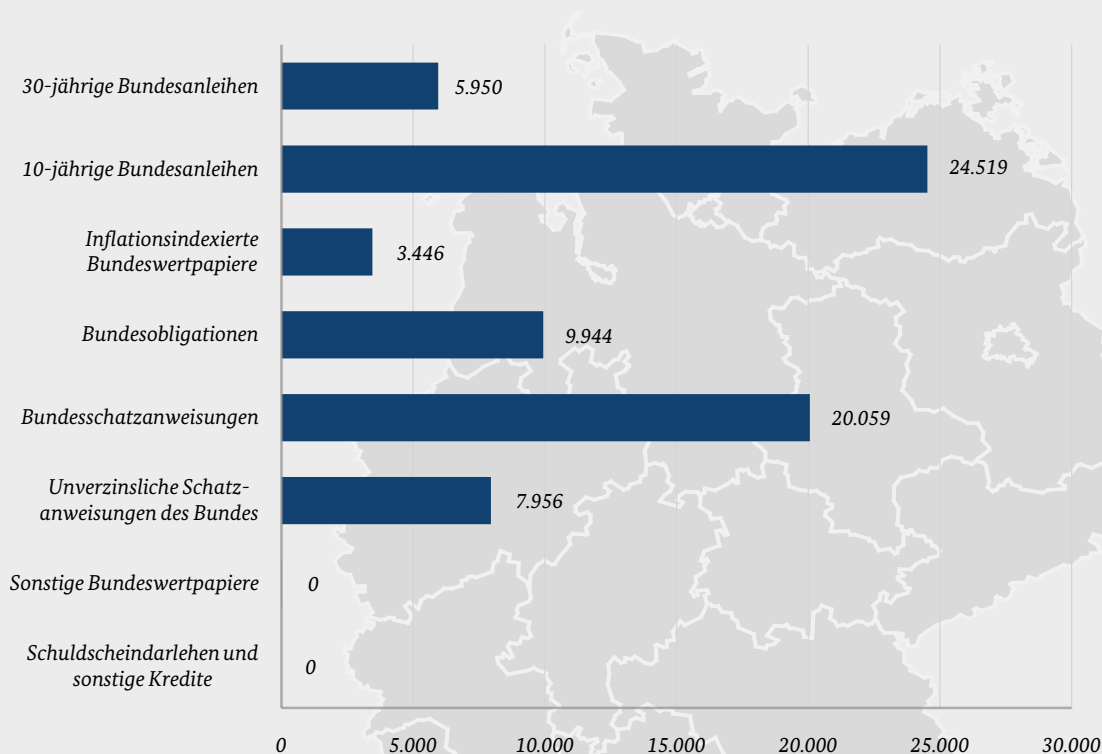 30-jährige Bundesanleihen
5.950
10-jährige Bundesanleihen
24.519
Inflationsindexierte
Bundeswertpapiere
3.446
Bundesobligationen
9.944
Bundesschatzanweisungen
20.059
Unverzinsliche Schatz-
anweisungen des Bundes
7.956
Sonstige Bundeswertpapiere
0
Schuldscheindarlehen und
sonstige Kredite
0
0 5.000 10.000 15.000 20.000 25.000 30.000